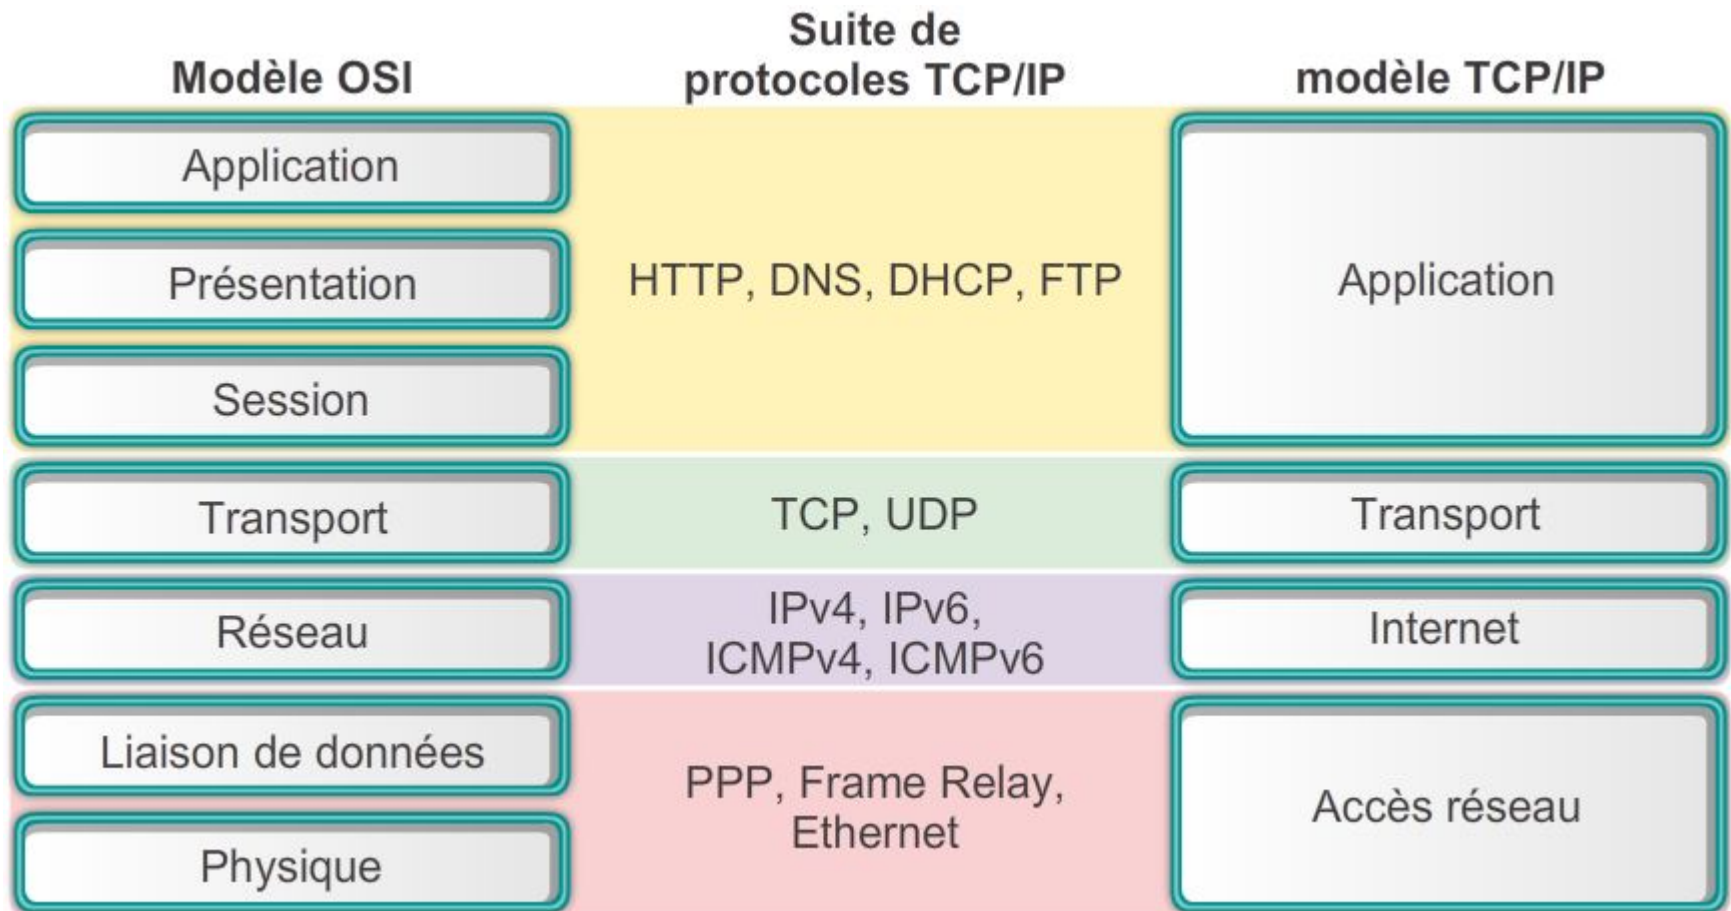 Modèle OSI
Suite de
protocoles TCP/IP
modèle TCP/IP
Application
Présentation
Session
HTTP, DNS, DHCP, FTP
Application
Transport
TCP, UDP
Transport
Réseau
IPv4, IPv6,
ICMPv4, ICMPv6
Internet
Liaison de données
Physique
PPP, Frame Relay,
Ethernet
Accès réseau